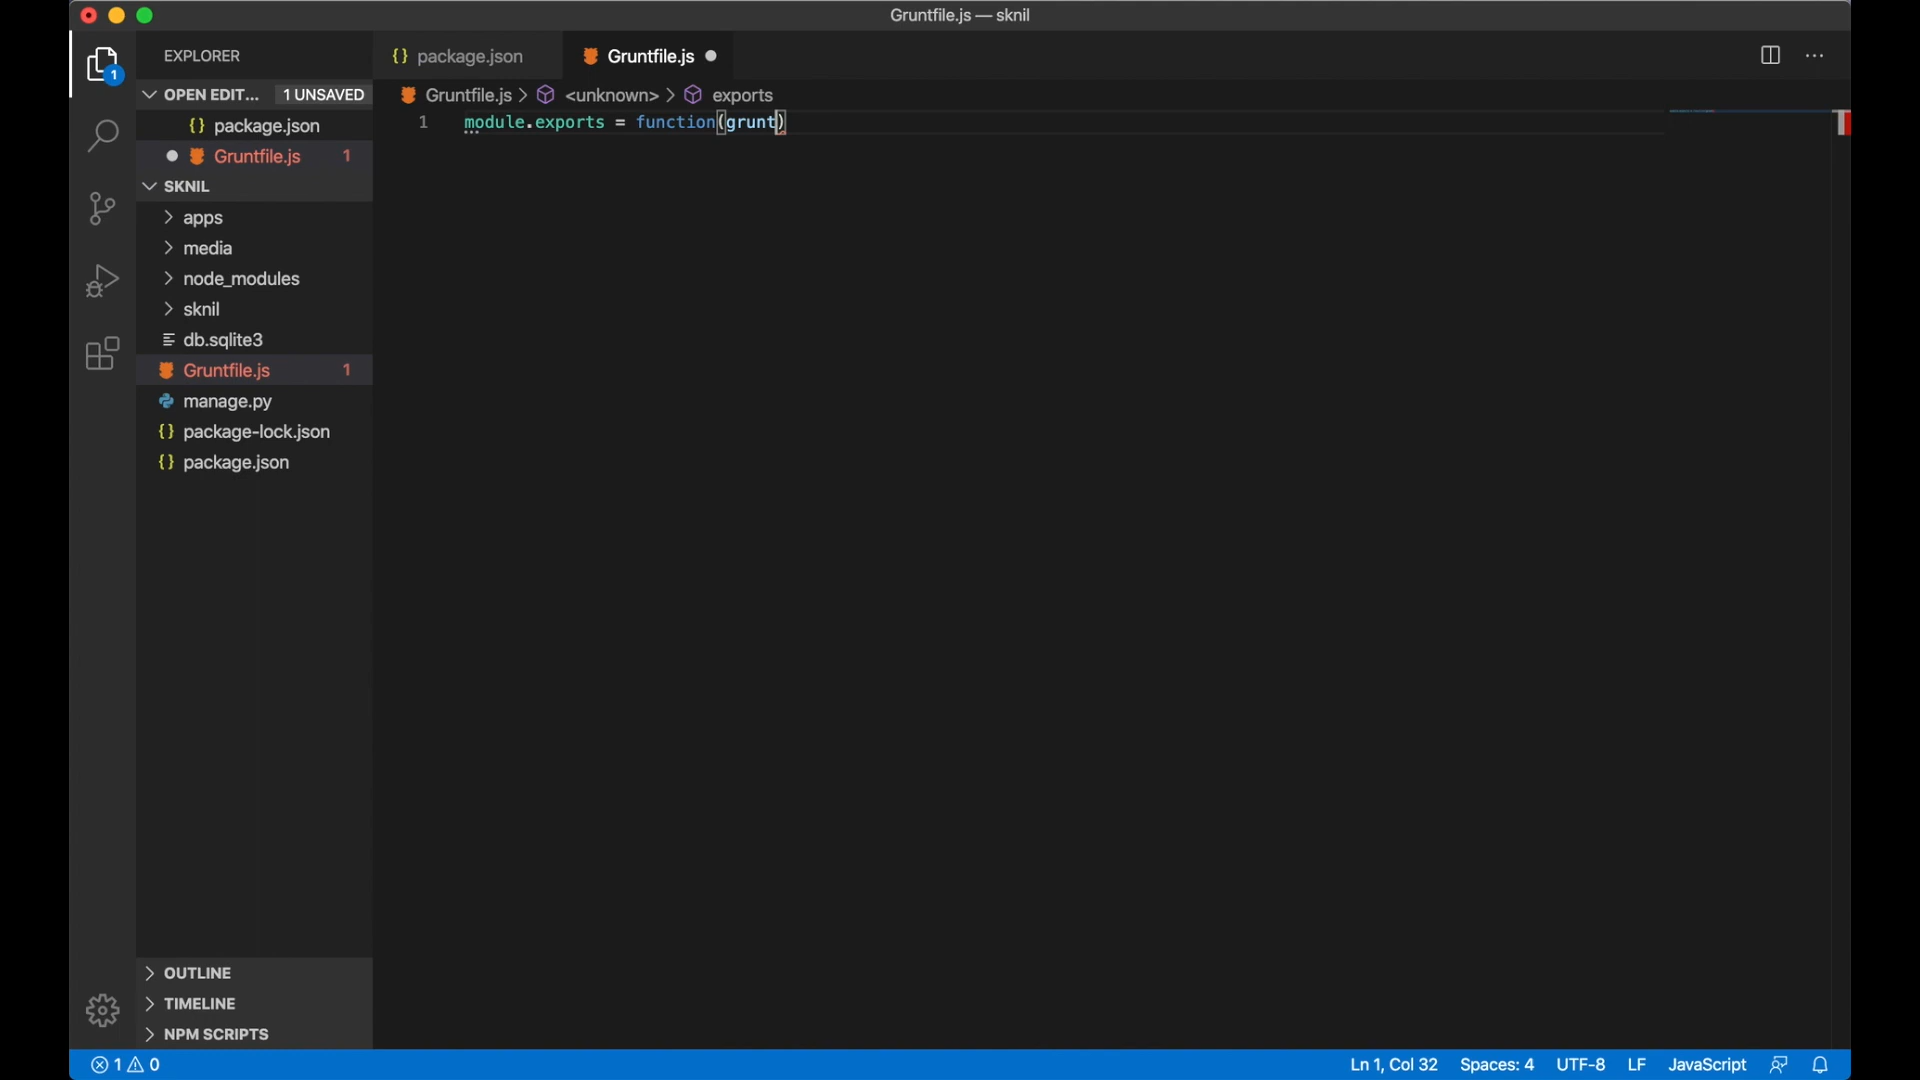 Gruntfile.js — sknil
EXPLORER
{} package.json
Gruntfile.js
1
OPEN EDIT... 1 UNSAVED
Gruntfile.js > <unknown> > exports
{} package.json
1 module.exports = function(grunt)
Gruntfile.js 1
SKNIL
apps
media
node_modules
sknil
db.sqlite3
Gruntfile.js 1
manage.py
{} package-lock.json
{} package.json
OUTLINE
TIMELINE
NPM SCRIPTS
1 0
Ln 1, Col 32 Spaces: 4 UTF-8 LF JavaScript